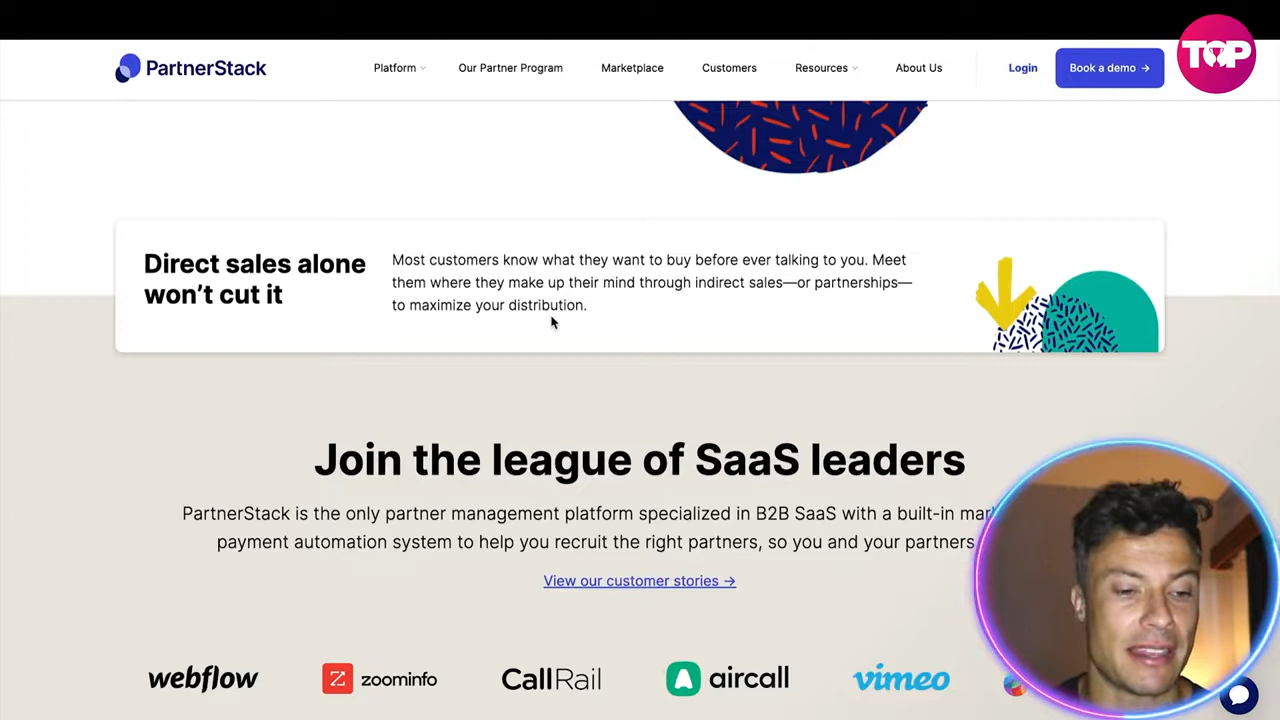 PartnerStack
Platform
Our Partner Program
Marketplace
Customers
Resources
About Us
Login
Book a demo →
TOP
Direct sales alone
won’t cut it
Most customers know what they want to buy before ever talking to you. Meet
them where they make up their mind through indirect sales—or partnerships—
to maximize your distribution.
Join the league of SaaS leaders
PartnerStack is the only partner management platform specialized in B2B SaaS with a built-in
payment automation system to help you recruit the right partners, so you and your partners
View our customer stories →
webflow
Z zoominfo
CallRail
aircall
vimeo